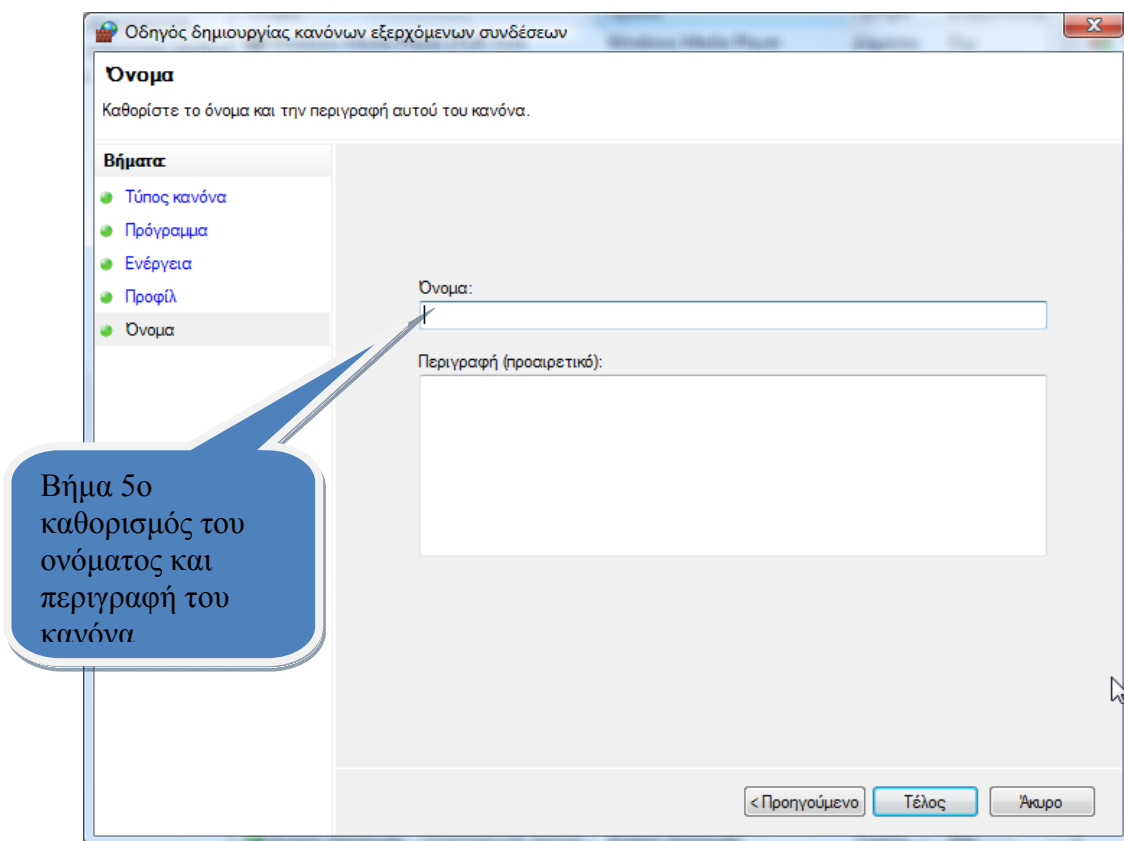 Οδηγός δημιουργίας κανόνων εξερχόμενων συνδέσεων
Όνομα
Καθορίστε το όνομα και την περιγραφή αυτού του κανόνα.
Βήματα:
Τύπος κανόνα
Πρόγραμμα
Ενέργεια
Προφίλ
Όνομα
Όνομα:
Περιγραφή (προαιρετικό):
Βήμα 5ο
καθορισμός του
ονόματος και
περιγραφή του
κανόνα
< Προηγούμενο
Τέλος
Άκυρο